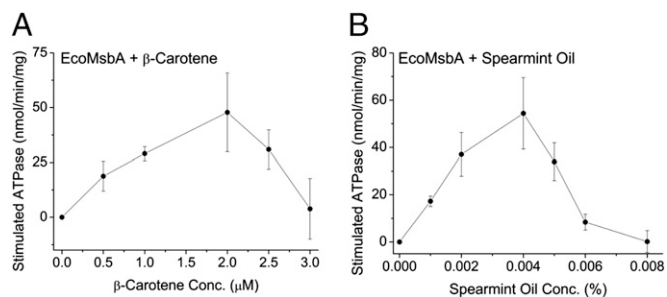 A
EcoMsbA + β-Carotene
Stimulated ATPase (nmol/min/mg)
75
50
25
0
0.0 0.5 1.0 1.5 2.0 2.5 3.0
β-Carotene Conc. (μM)
B
EcoMsbA + Spearmint Oil
Stimulated ATPase (nmol/min/mg)
80
60
40
20
0
0.000 0.002 0.004 0.006 0.008
Spearmint Oil Conc. (%)